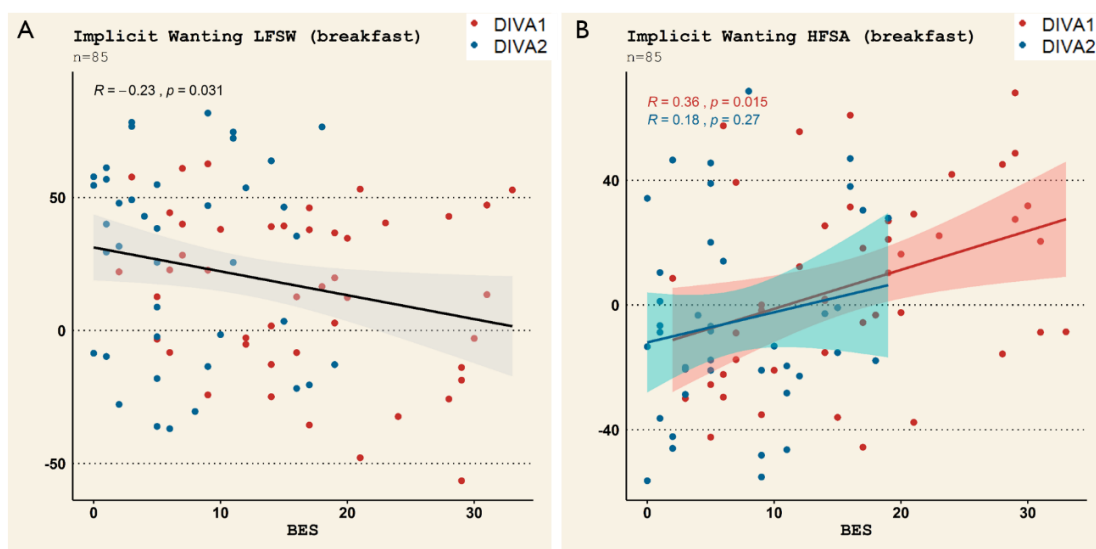 A
Implicit Wanting LFSW (breakfast)
n=85
DIVA1
DIVA2
R = −0.23 , p = 0.031
50
0
-50
0
10
20
30
BES
B
Implicit Wanting HFSA (breakfast)
n=85
DIVA1
DIVA2
R = 0.36 , p = 0.015
R = 0.18 , p = 0.27
40
0
-40
0
10
20
30
BES